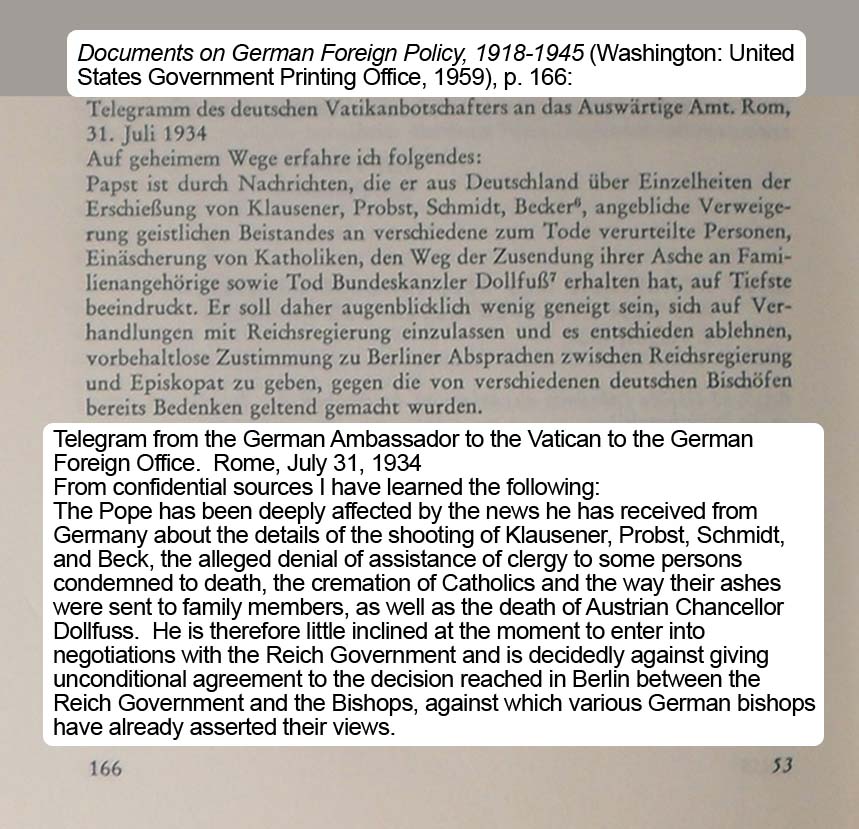 Documents on German Foreign Policy, 1918-1945 (Washington: United
States Government Printing Office, 1959), p. 166:
Telegramm des deutschen Vatikanbotschafters an das Auswärtige Amt. Rom,
31. Juli 1934
Auf geheimem Wege erfahre ich folgendes:
Papst ist durch Nachrichten, die er aus Deutschland über Einzelheiten der
Erschießung von Klausener, Probst, Schmidt, Becker⁶, angebliche Verweige-
rung geistlichen Beistandes an verschiedene zum Tode verurteilte Personen,
Einäscherung von Katholiken, den Weg der Zusendung ihrer Asche an Fami-
lienangehörige sowie Tod Bundeskanzler Dollfuß⁷ erhalten hat, auf Tiefste
beeindruckt. Er soll daher augenblicklich wenig geneigt sein, sich auf Ver-
handlungen mit Reichsregierung einzulassen und es entschieden ablehnen,
vorbehaltlose Zustimmung zu Berliner Absprachen zwischen Reichsregierung
und Episkopat zu geben, gegen die von verschiedenen deutschen Bischöfen
bereits Bedenken geltend gemacht wurden.
Telegram from the German Ambassador to the Vatican to the German
Foreign Office. Rome, July 31, 1934
From confidential sources I have learned the following:
The Pope has been deeply affected by the news he has received from
Germany about the details of the shooting of Klausener, Probst, Schmidt,
and Beck, the alleged denial of assistance of clergy to some persons
condemned to death, the cremation of Catholics and the way their ashes
were sent to family members, as well as the death of Austrian Chancellor
Dollfuss. He is therefore little inclined at the moment to enter into
negotiations with the Reich Government and is decidedly against giving
unconditional agreement to the decision reached in Berlin between the
Reich Government and the Bishops, against which various German bishops
have already asserted their views.
166 53